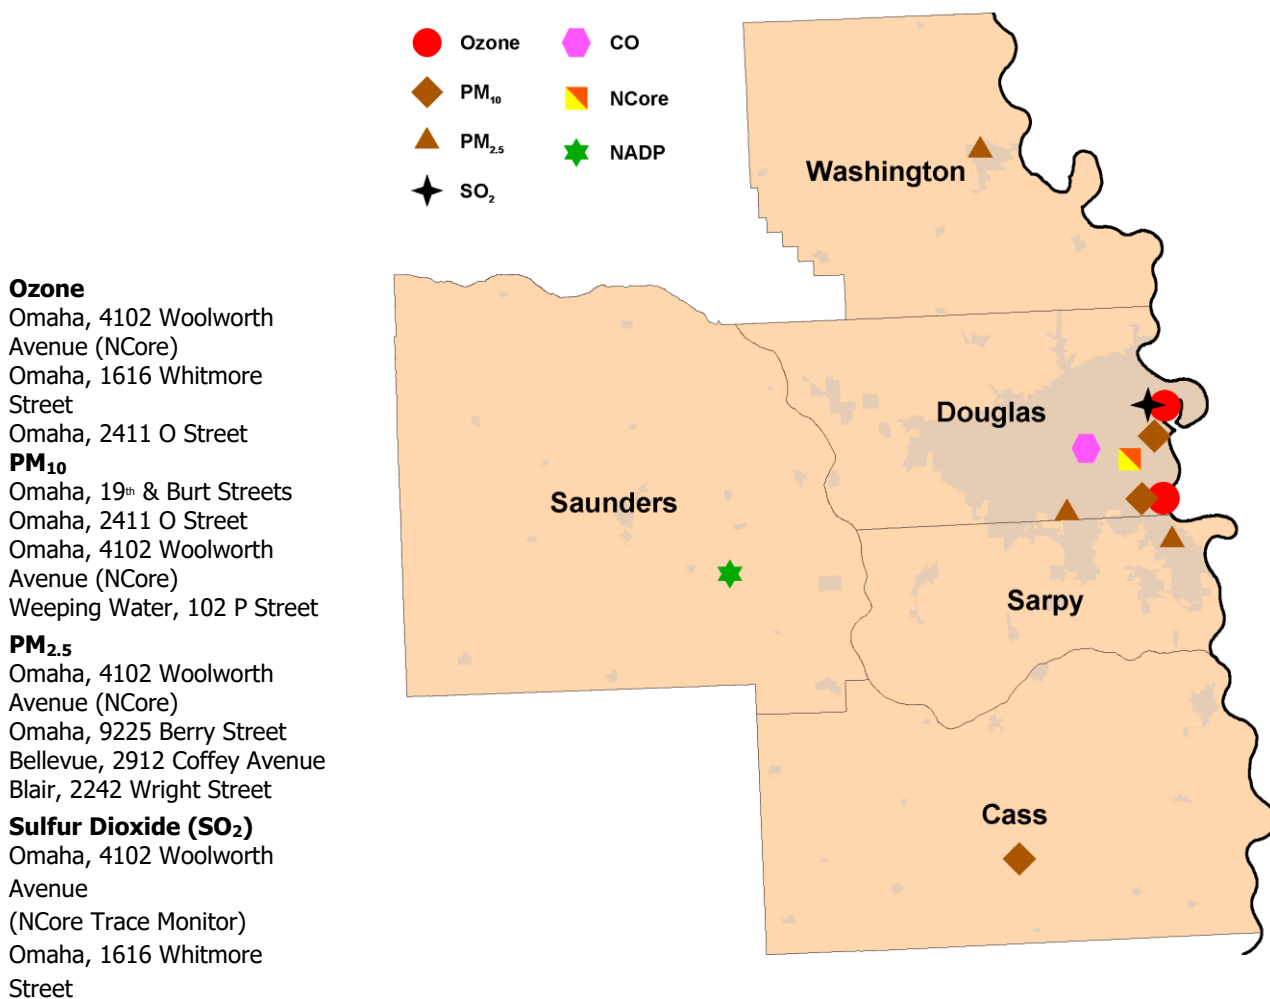 Ozone
PM₁₀
PM₂.₅
SO₂
CO
NCore
NADP
Washington
Douglas
Saunders
Sarpy
Cass
Ozone
Omaha, 4102 Woolworth
Avenue (NCore)
Omaha, 1616 Whitmore
Street
Omaha, 2411 O Street
PM₁₀
Omaha, 19th & Burt Streets
Omaha, 2411 O Street
Omaha, 4102 Woolworth
Avenue (NCore)
Weeping Water, 102 P Street
PM₂.₅
Omaha, 4102 Woolworth
Avenue (NCore)
Omaha, 9225 Berry Street
Bellevue, 2912 Coffey Avenue
Blair, 2242 Wright Street
Sulfur Dioxide (SO₂)
Omaha, 4102 Woolworth
Avenue
(NCore Trace Monitor)
Omaha, 1616 Whitmore
Street